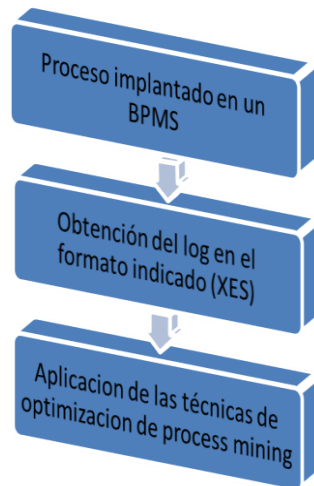 Proceso implantado en un
BPMS
Obtención del log en el
formato indicado (XES)
Aplicacion de las técnicas de
optimizacion de process mining